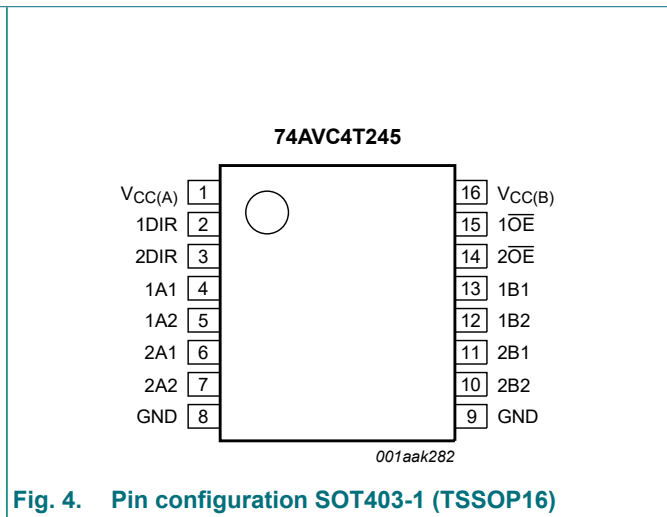 74AVC4T245
VCC(A) 1 16 VCC(B)
1DIR 2 15 1O̅E̅
2DIR 3 14 2O̅E̅
1A1 4 13 1B1
1A2 5 12 1B2
2A1 6 11 2B1
2A2 7 10 2B2
GND 8 9 GND
001aak282
Fig. 4. Pin configuration SOT403-1 (TSSOP16)